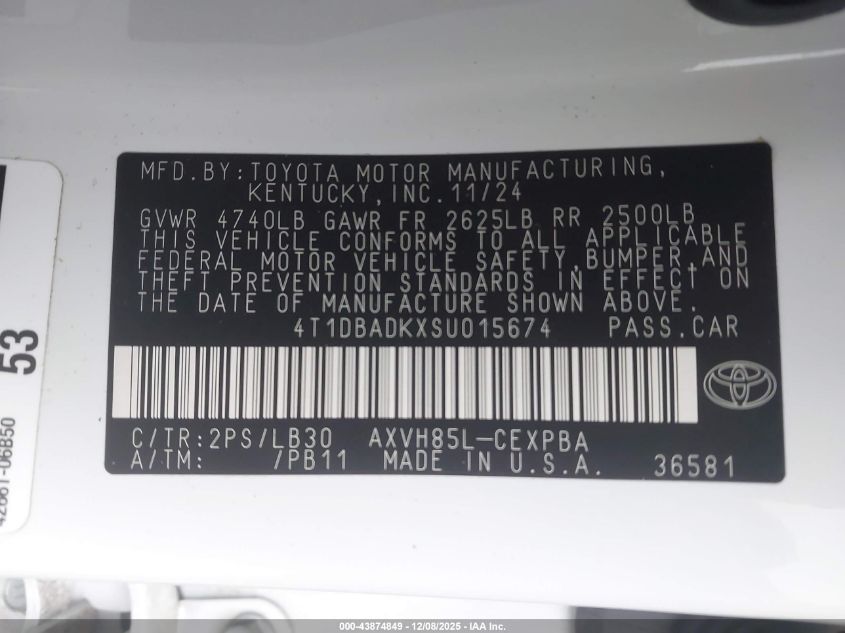 MFD.BY:TOYOTA MOTOR MANUFACTURING,
KENTUCKY,INC.11/24
GVWR 4740LB GAWR FR 2625LB RR 2500LB
THIS VEHICLE CONFORMS TO ALL APPLICABLE
FEDERAL MOTOR VEHICLE SAFETY,BUMPER,AND
THEFT PREVENTION STANDARDS IN EFFECT ON
THE DATE OF MANUFACTURE SHOWN ABOVE.
4T1DBADKXSU015674 PASS.CAR
C/TR:2PS/LB30 AXVH85L-CEXPBA
A/TM: /PB11 MADE IN U.S.A. 36581
53
42661-06B50
000-43874849 - 12/08/2025 - IAA Inc.